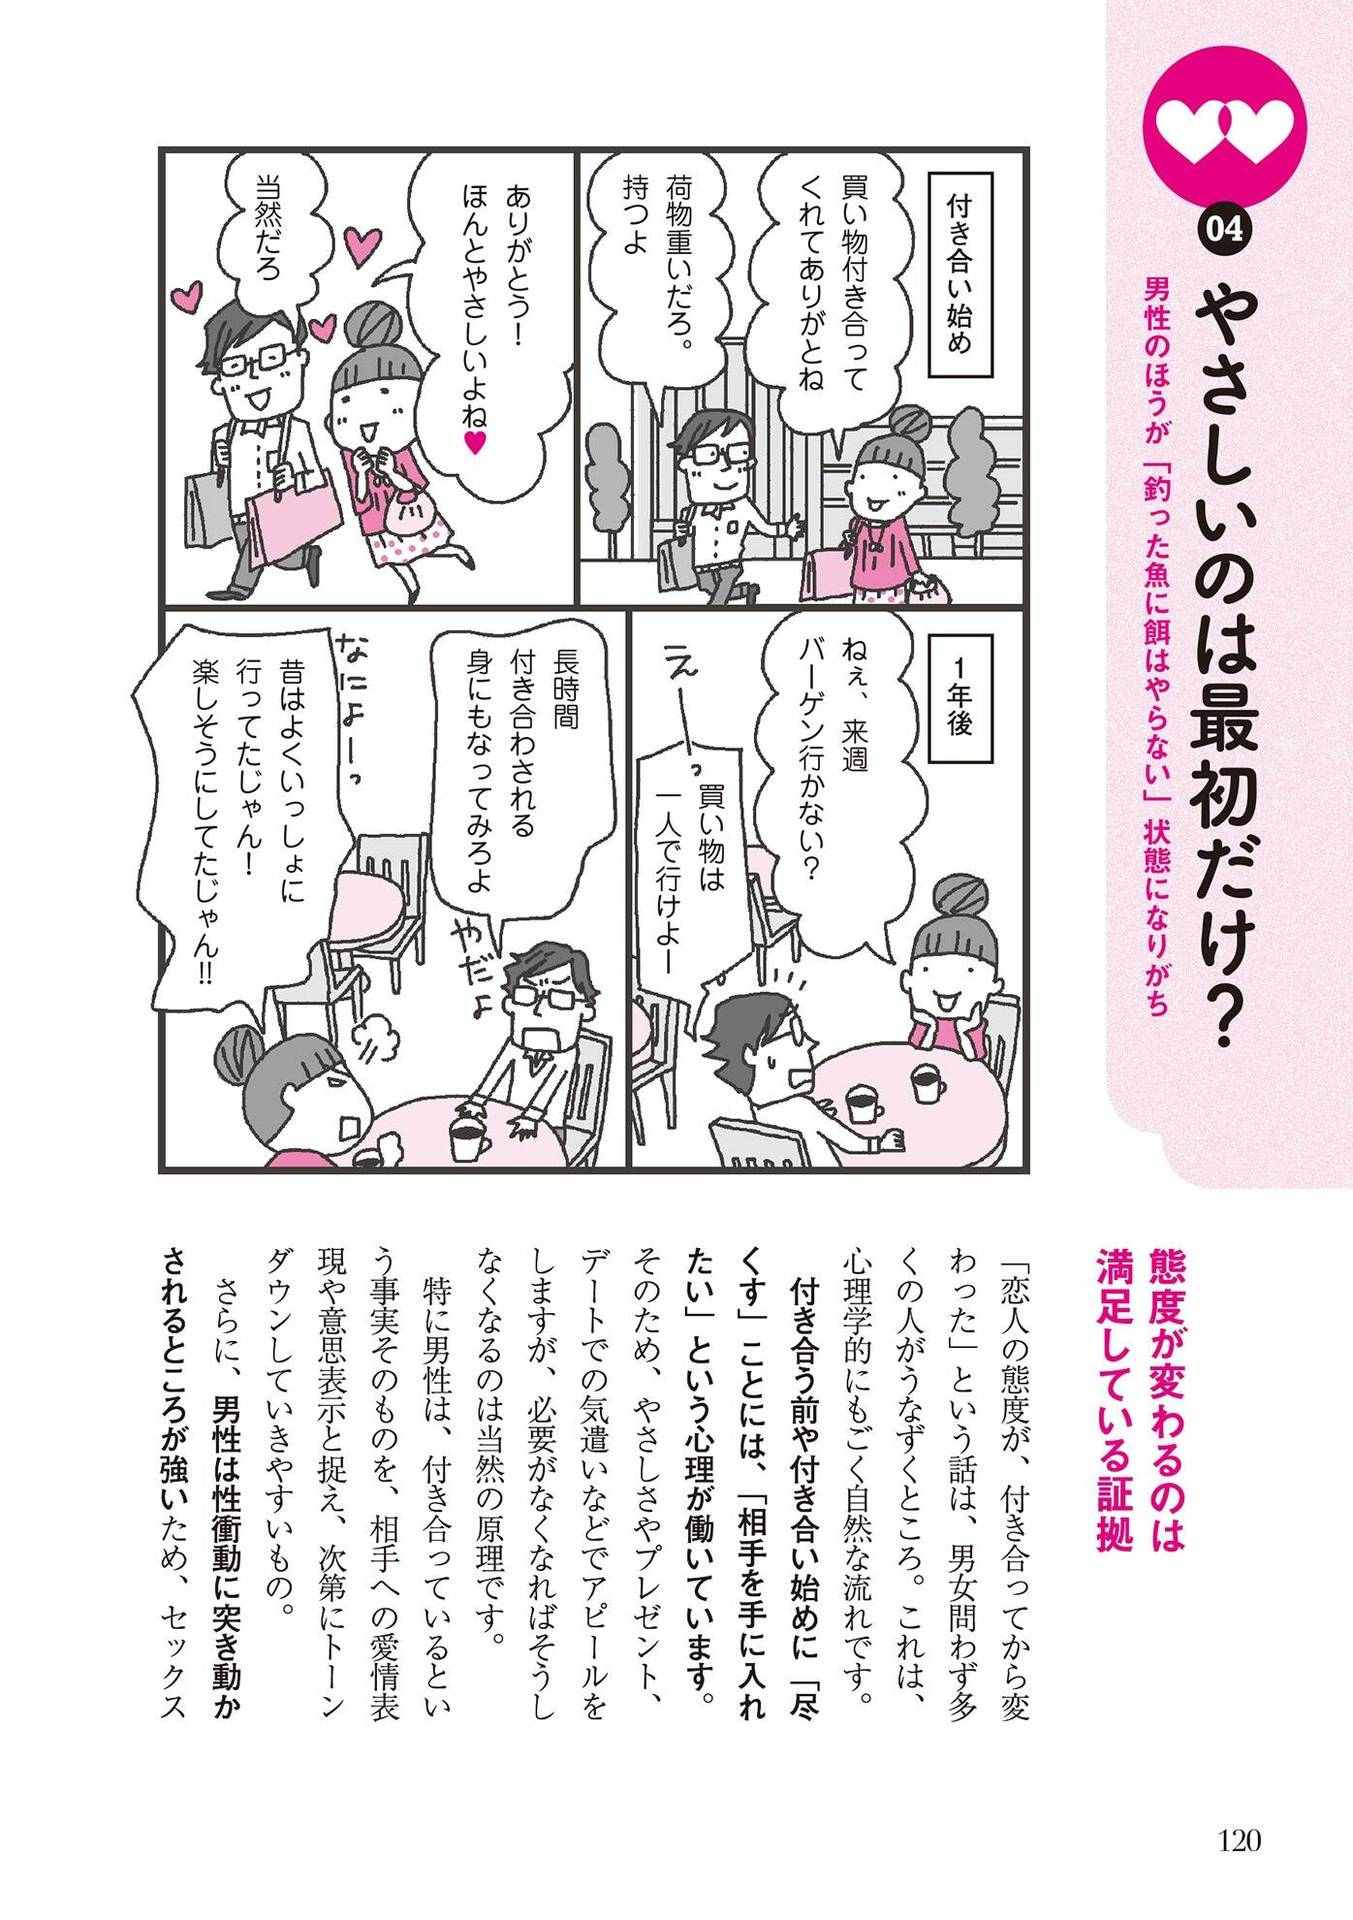 04
やさしいのは最初だけ？
男性のほうが「釣った魚に餌はやらない」状態になりがち
付き合い始め
買い物付き合って
くれてありがとね
荷物重いだろ。
持つよ
ありがとう！
ほんとやさしいよね♥
当然だろ
1年後
ねぇ、来週
バーゲン行かない？
えーっ
買い物は
一人で行けよー
長時間
付き合わされる
身にもなってみろよ
やだよ
なによーっ
昔はよくいっしょに
行ってたじゃん！
楽しそうにしてたじゃん!!
態度が変わるのは
満足している証拠
「恋人の態度が、付き合ってから変
わった」という話は、男女問わず多
くの人がうなずくところ。これは、
心理学的にもごく自然な流れです。
付き合う前や付き合い始めに「尽
くす」ことには、「相手を手に入れ
たい」という心理が働いています。
そのため、やさしさやプレゼント、
デートでの気遣いなどでアピールを
しますが、必要がなくなればそうし
なくなるのは当然の原理です。
特に男性は、付き合っているとい
う事実そのものを、相手への愛情表
現や意思表示と捉え、次第にトーン
ダウンしていきやすいもの。
さらに、男性は性衝動に突き動か
されるところが強いため、セックス
120